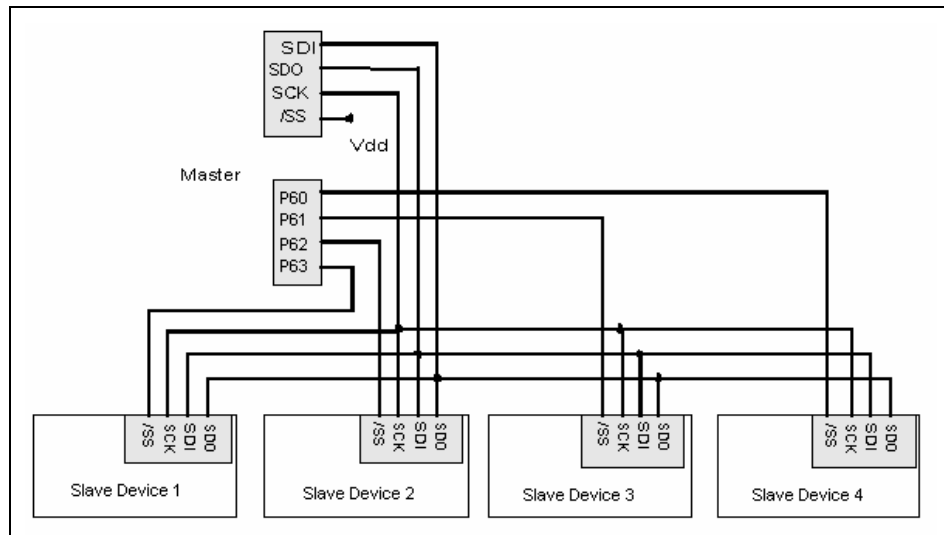 SDI
SDO
SCK
/SS
Vdd
Master
P60
P61
P62
P63
/SS
SCK
SDI
SDO
Slave Device 1
/SS
SCK
SDI
SDO
Slave Device 2
/SS
SCK
SDI
SDO
Slave Device 3
/SS
SCK
SDI
SDO
Slave Device 4